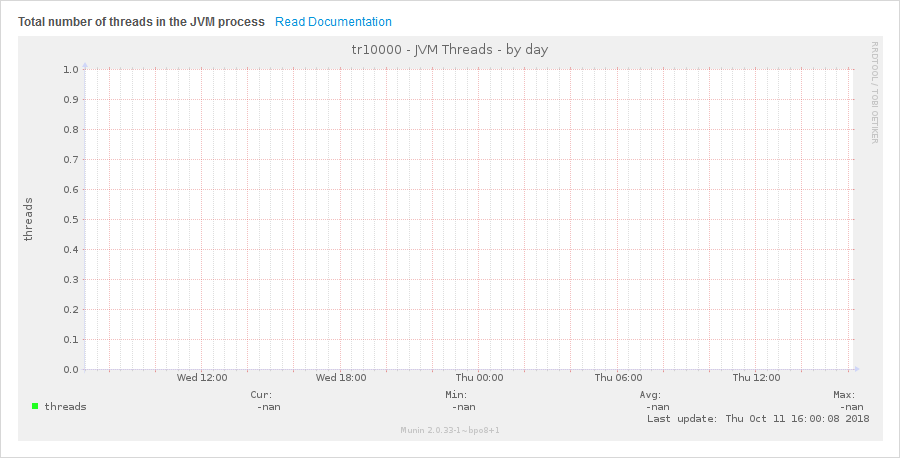 Total number of threads in the JVM process Read Documentation
tr10000 - JVM Threads - by day
RRDTOOL / TOBI OETIKER
threads
1.0
0.9
0.8
0.7
0.6
0.5
0.4
0.3
0.2
0.1
0.0
Wed 12:00 Wed 18:00 Thu 00:00 Thu 06:00 Thu 12:00
Cur: Min: Avg: Max:
threads -nan -nan -nan -nan
Last update: Thu Oct 11 16:00:08 2018
Munin 2.0.33-1~bpo8+1